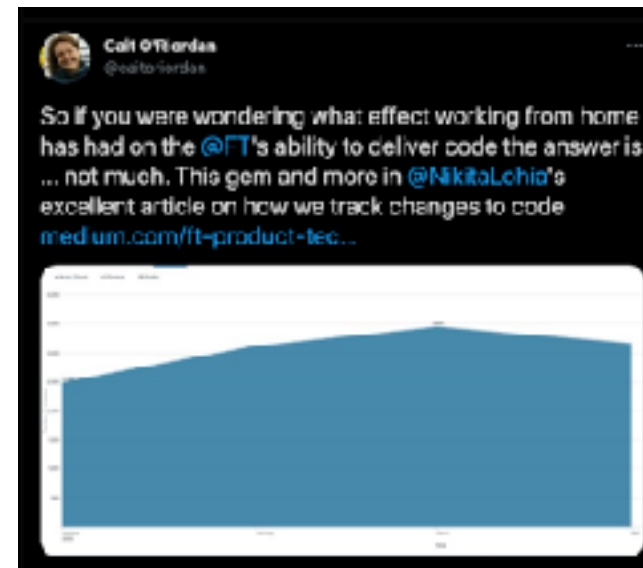 Cait O'Riordan
@caitoriordan
So if you were wondering what effect working from home
has had on the @FT's ability to deliver code the answer is
... not much. This gem and more in @NikitaLohia's
excellent article on how we track changes to code
medium.com/ft-product-tec...